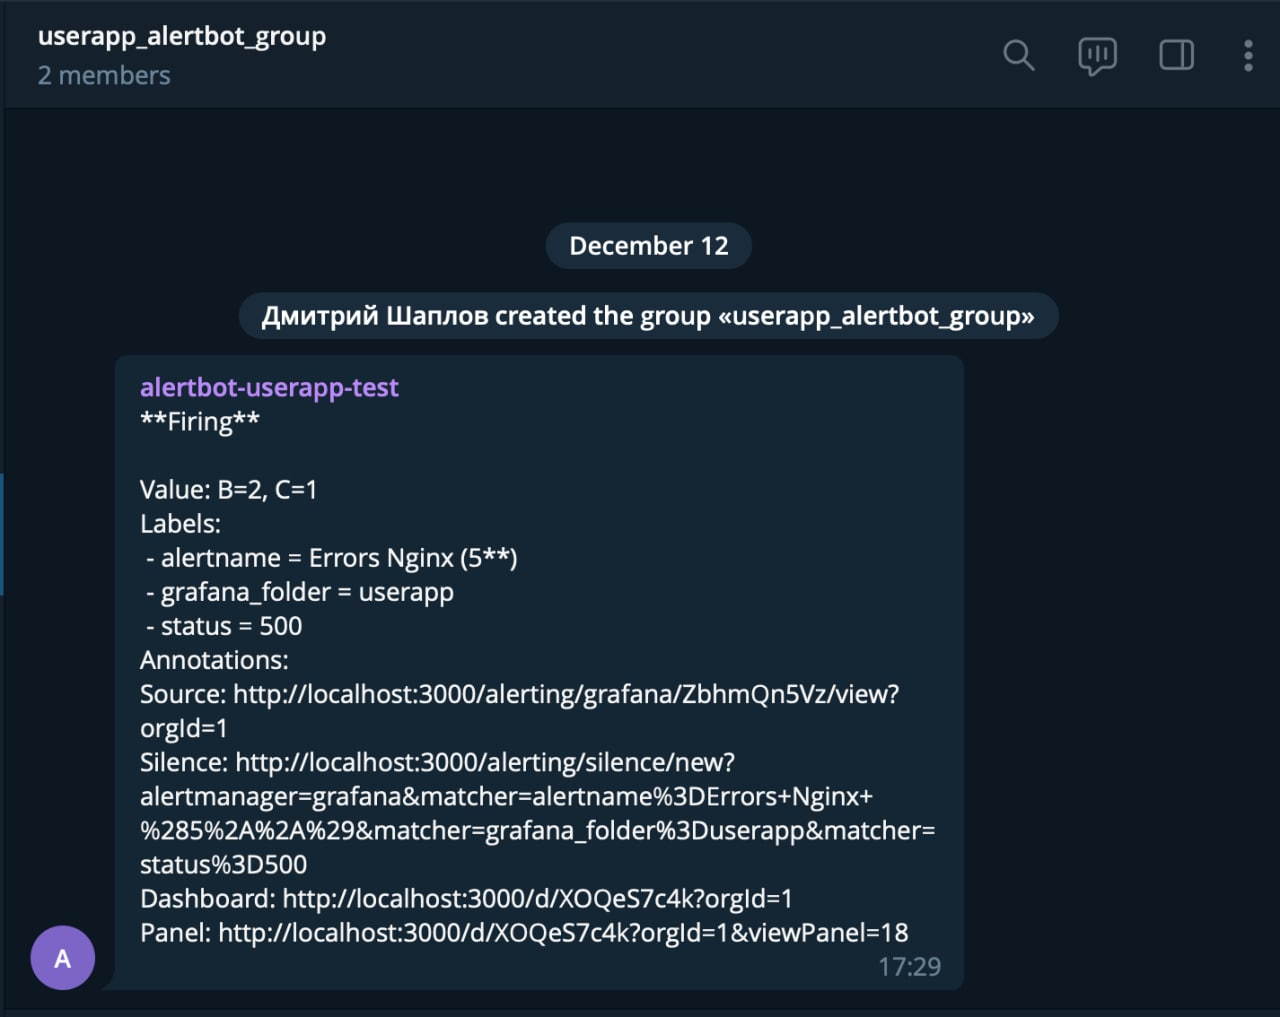 userapp_alertbot_group
2 members
December 12
Дмитрий Шаплов created the group «userapp_alertbot_group»
alertbot-userapp-test
**Firing**
Value: B=2, C=1
Labels:
- alertname = Errors Nginx (5**)
- grafana_folder = userapp
- status = 500
Annotations:
Source: http://localhost:3000/alerting/grafana/ZbhmQn5Vz/view?
orgId=1
Silence: http://localhost:3000/alerting/silence/new?
alertmanager=grafana&matcher=alertname%3DErrors+Nginx+
%285%2A%2A%29&matcher=grafana_folder%3Duserapp&matcher=
status%3D500
Dashboard: http://localhost:3000/d/XOQeS7c4k?orgId=1
Panel: http://localhost:3000/d/XOQeS7c4k?orgId=1&viewPanel=18
A
17:29